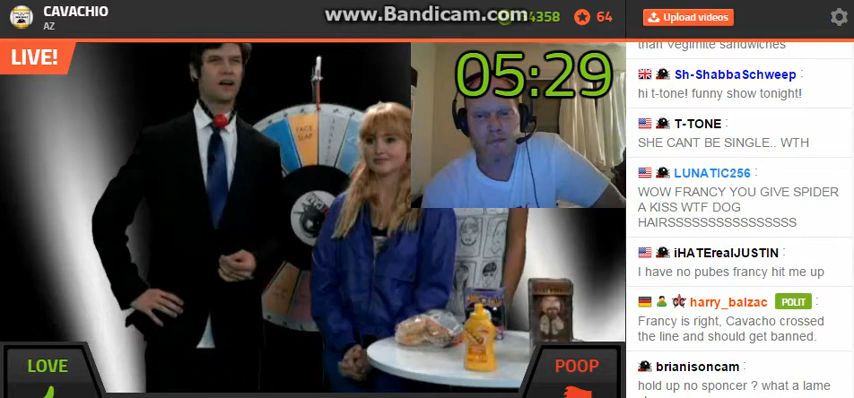 CAVACHIO
AZ
www.Bandicam.com
4358
64
Upload videos
LIVE!
05:29
FACE
SLAP
than vegimite sandwiches
Sh-ShabbaSchweep :
hi t-tone! funny show tonight!
T-TONE :
SHE CANT BE SINGLE.. WTH
LUNATIC256 :
WOW FRANCY YOU GIVE SPIDER
A KISS WTF DOG
HAIRSSSSSSSSSSSSSSSS
iHATErealJUSTIN :
I have no pubes francy hit me up
harry_balzac POLIT :
Francy is right, Cavacho crossed
the line and should get banned.
brianisoncam :
hold up no sponcer ? what a lame
LOVE
POOP